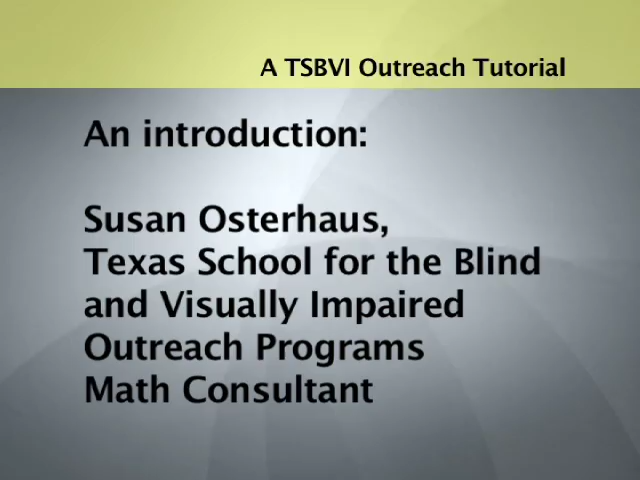 A TSBVI Outreach Tutorial
An introduction:
Susan Osterhaus,
Texas School for the Blind
and Visually Impaired
Outreach Programs
Math Consultant